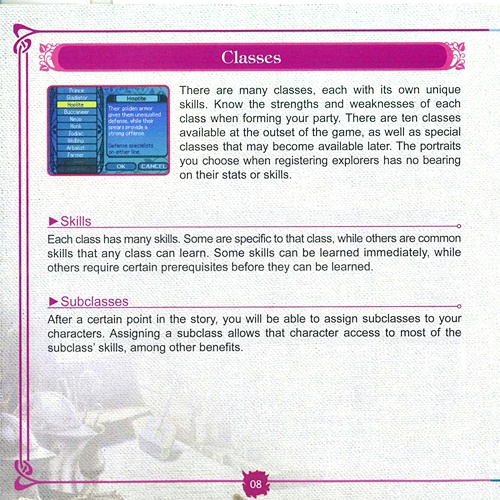 Classes
Prince
Gladiator
Hoplite
Buccaneer
Ninja
Monk
Zodiac
Wildling
Arbalist
Farmer
Hoplite
Their golden armor
gives them unequalled
defense, while their
spears provide a
strong offense.
Defense specialists
on either line.
OK
CANCEL
There are many classes, each with its own unique
skills. Know the strengths and weaknesses of each
class when forming your party. There are ten classes
available at the outset of the game, as well as special
classes that may become available later. The portraits
you choose when registering explorers has no bearing
on their stats or skills.
►Skills
Each class has many skills. Some are specific to that class, while others are common
skills that any class can learn. Some skills can be learned immediately, while
others require certain prerequisites before they can be learned.
►Subclasses
After a certain point in the story, you will be able to assign subclasses to your
characters. Assigning a subclass allows that character access to most of the
subclass' skills, among other benefits.
08